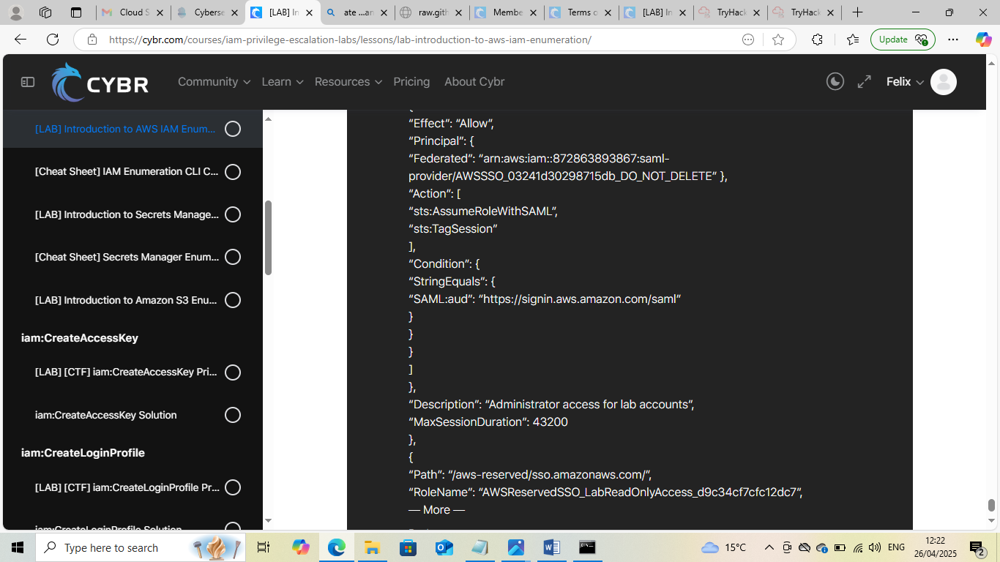 Cloud S
Cyberse
[LAB] In
ate ...an
raw.gith
Membe
Terms o
[LAB] In
TryHack
TryHack
https://cybr.com/courses/iam-privilege-escalation-labs/lessons/lab-introduction-to-aws-iam-enumeration/
Update
CYBR
Community
Learn
Resources
Pricing
About Cybr
Felix
[LAB] Introduction to AWS IAM Enum...
[Cheat Sheet] IAM Enumeration CLI C...
[LAB] Introduction to Secrets Manage...
[Cheat Sheet] Secrets Manager Enum...
[LAB] Introduction to Amazon S3 Enu...
iam:CreateAccessKey
[LAB] [CTF] iam:CreateAccessKey Pri...
iam:CreateAccessKey Solution
iam:CreateLoginProfile
[LAB] [CTF] iam:CreateLoginProfile Pr...
iam:CreateLoginProfile Solution
{
“Effect”: “Allow”,
“Principal”: {
“Federated”: “arn:aws:iam::872863893867:saml-
provider/AWSSSO_03241d30298715db_DO_NOT_DELETE” },
“Action”: [
“sts:AssumeRoleWithSAML”,
“sts:TagSession”
],
“Condition”: {
“StringEquals”: {
“SAML:aud”: “https://signin.aws.amazon.com/saml”
}
}
}
]
},
“Description”: “Administrator access for lab accounts”,
“MaxSessionDuration”: 43200
},
{
“Path”: “/aws-reserved/sso.amazonaws.com/”,
“RoleName”: “AWSReservedSSO_LabReadOnlyAccess_d9c34cf7cfc12dc7”,
— More —
Type here to search
15°C
ENG
12:22
26/04/2025
2